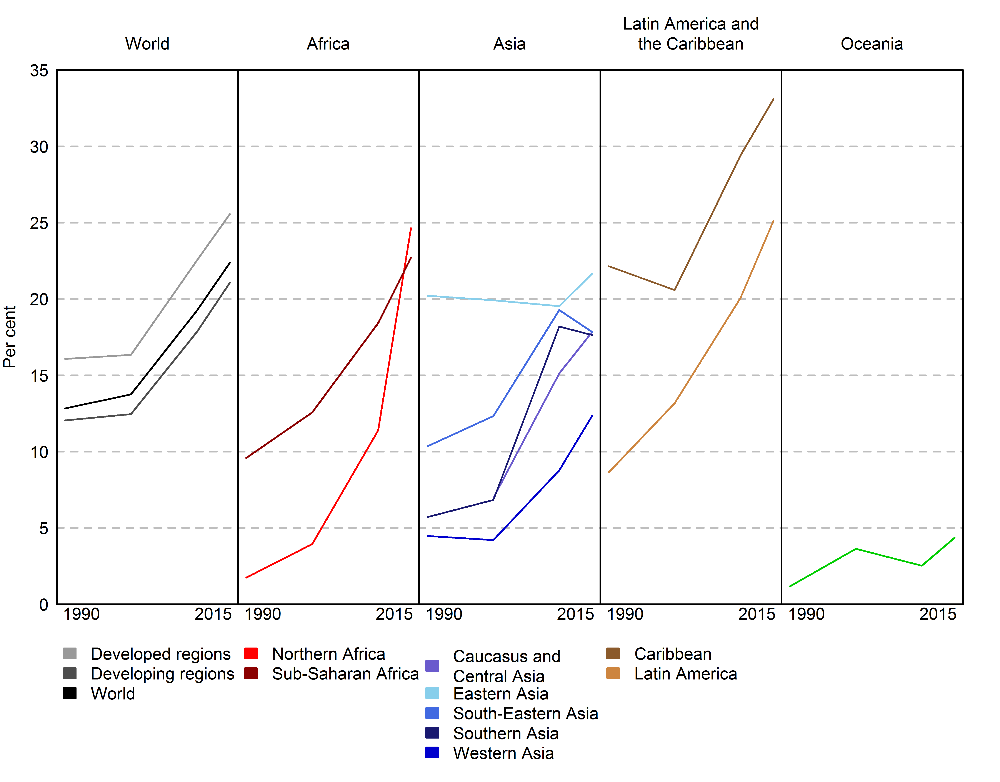 Latin America and
World Africa Asia the Caribbean Oceania
35
30
25
20
15
10
5
0
Per cent
1990 2015 1990 2015 1990 2015 1990 2015 1990 2015
Developed regions
Developing regions
World
Northern Africa
Sub-Saharan Africa
Caucasus and
Central Asia
Eastern Asia
South-Eastern Asia
Southern Asia
Western Asia
Caribbean
Latin America